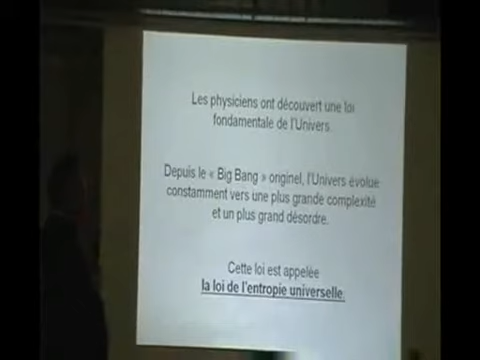 Les physiciens ont découvert une loi
fondamentale de l'Univers.
Depuis le « Big Bang » originel, l'Univers évolue
constamment vers une plus grande complexité
et un plus grand désordre.
Cette loi est appelée
la loi de l'entropie universelle.